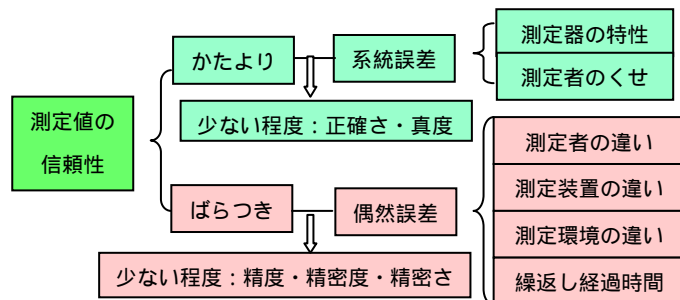 測定値の
信頼性
かたより
系統誤差
測定器の特性
測定者のくせ
少ない程度：正確さ・真度
ばらつき
偶然誤差
測定者の違い
測定装置の違い
測定環境の違い
繰返し経過時間
少ない程度：精度・精密度・精密さ